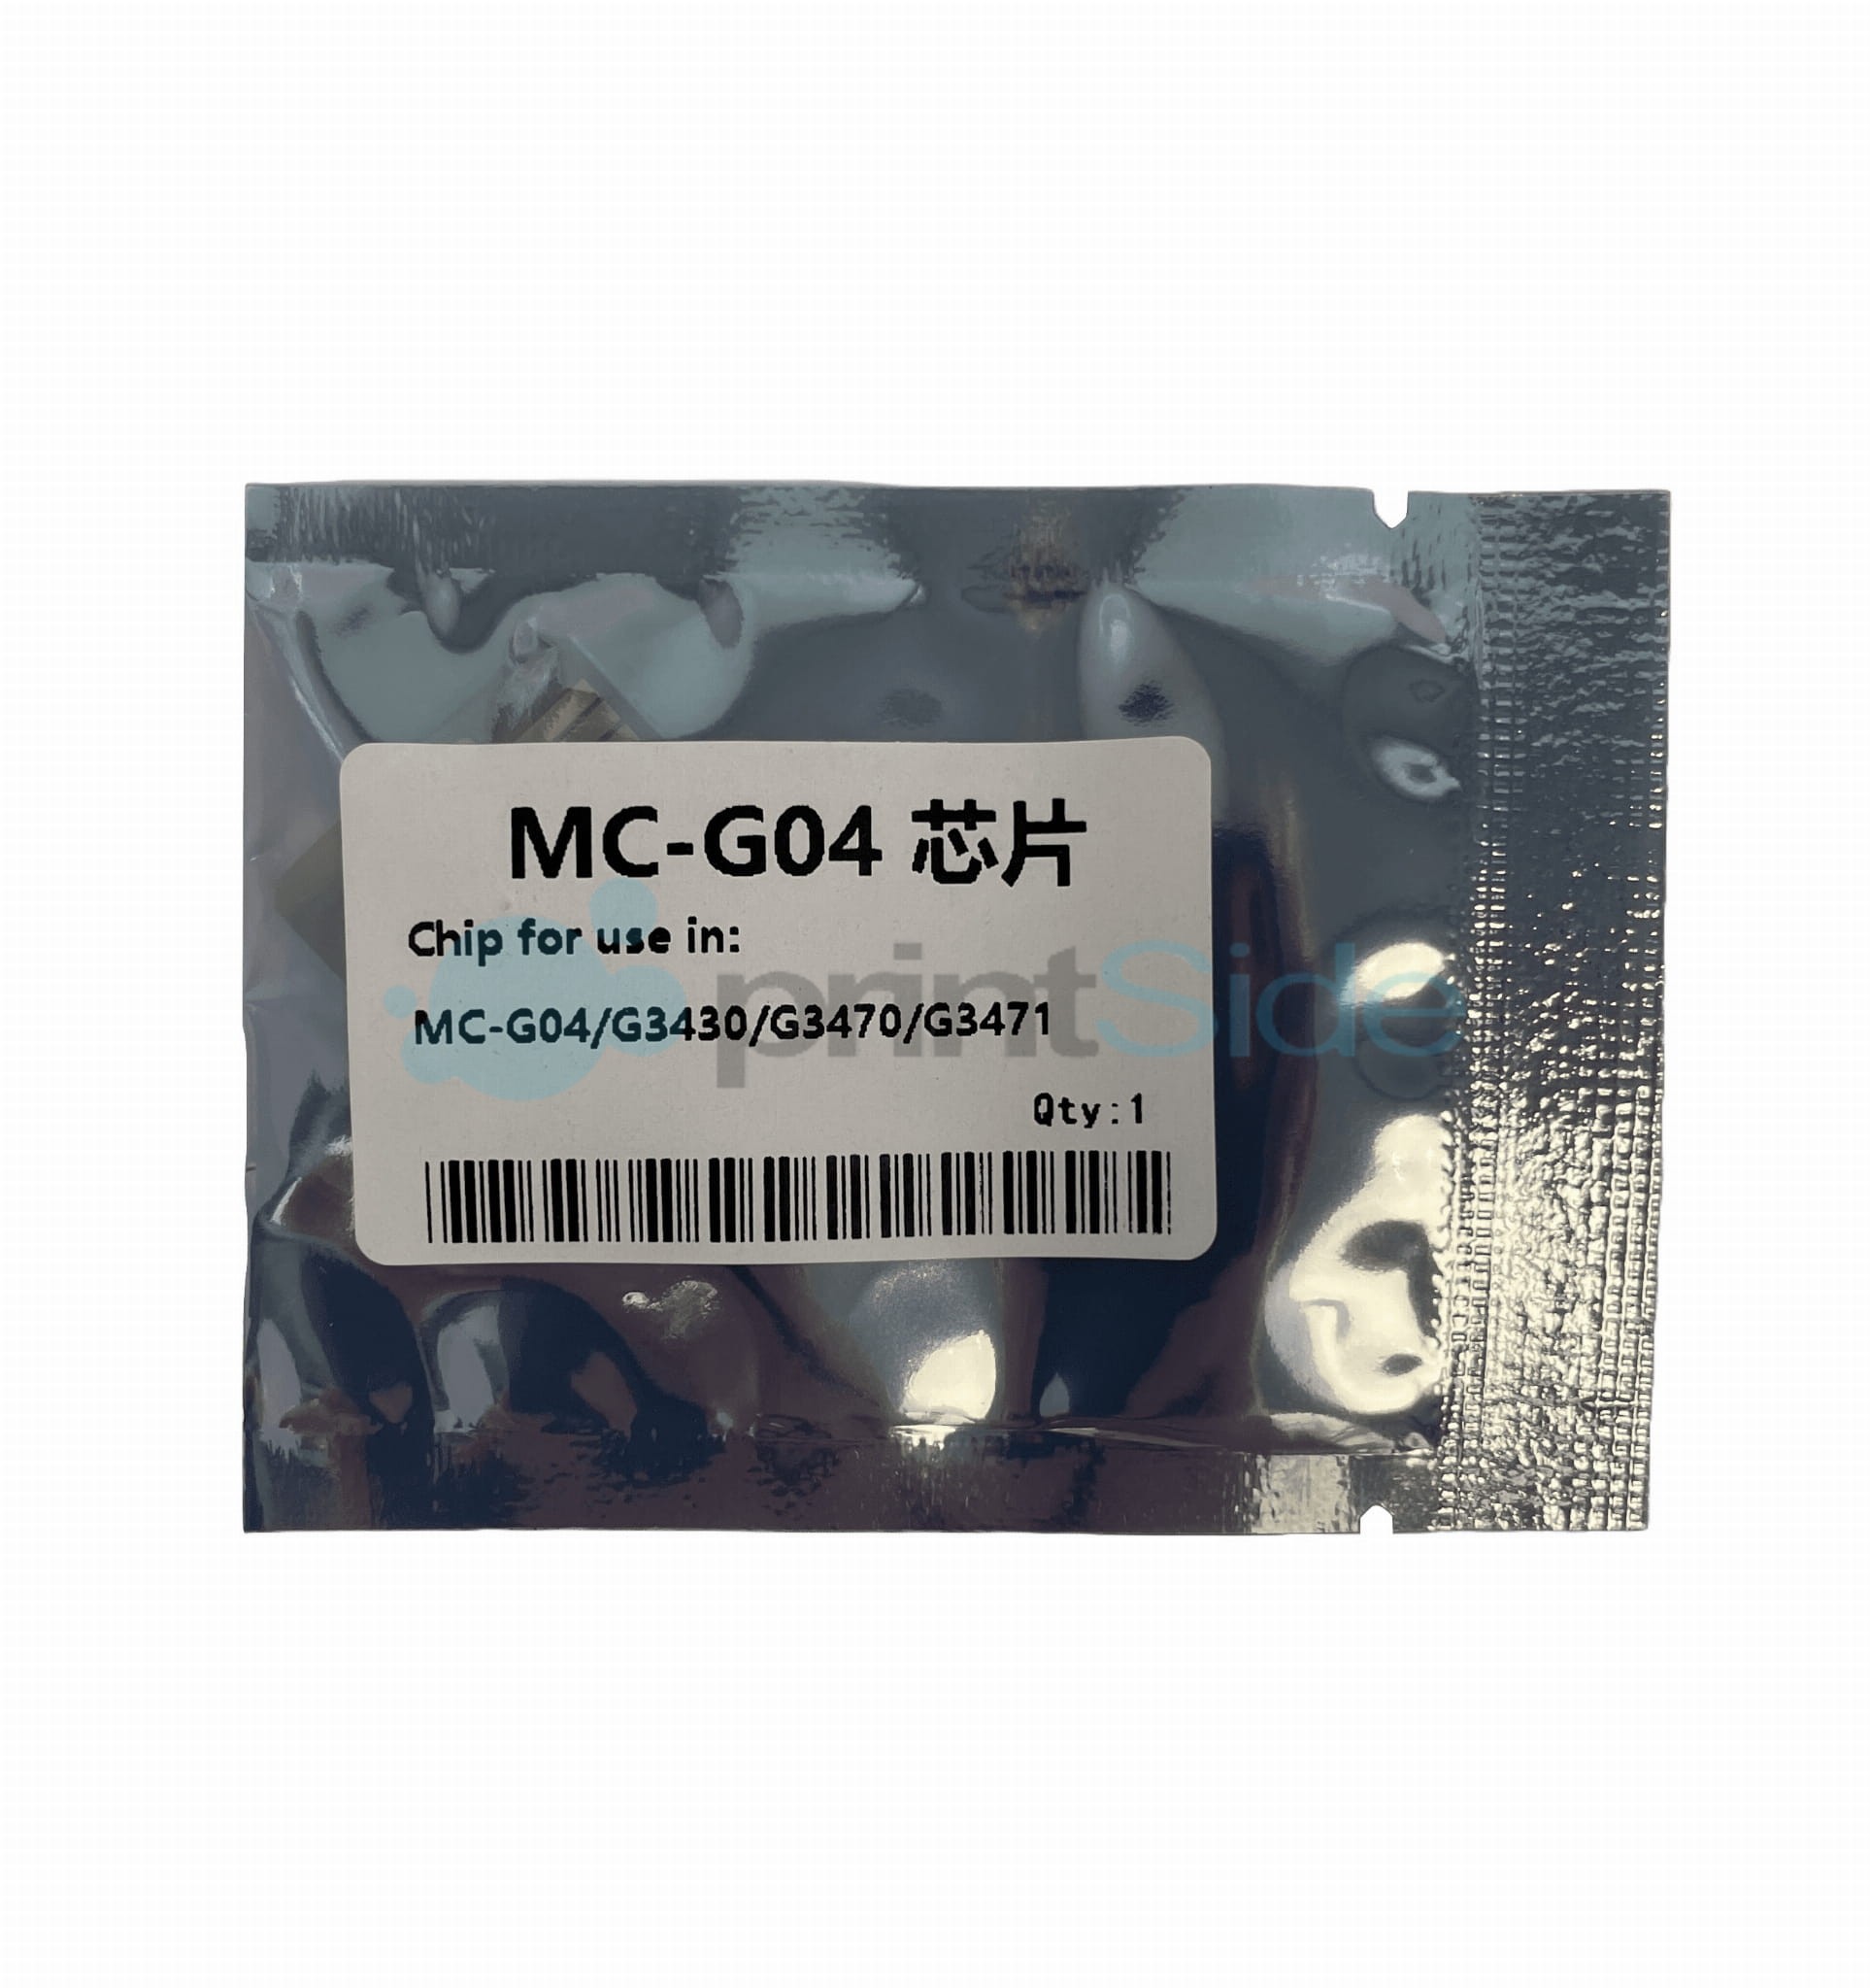 MC-G04 芯片
Chip for use in:
printSide
MC-G04/G3430/G3470/G3471
Qty:1